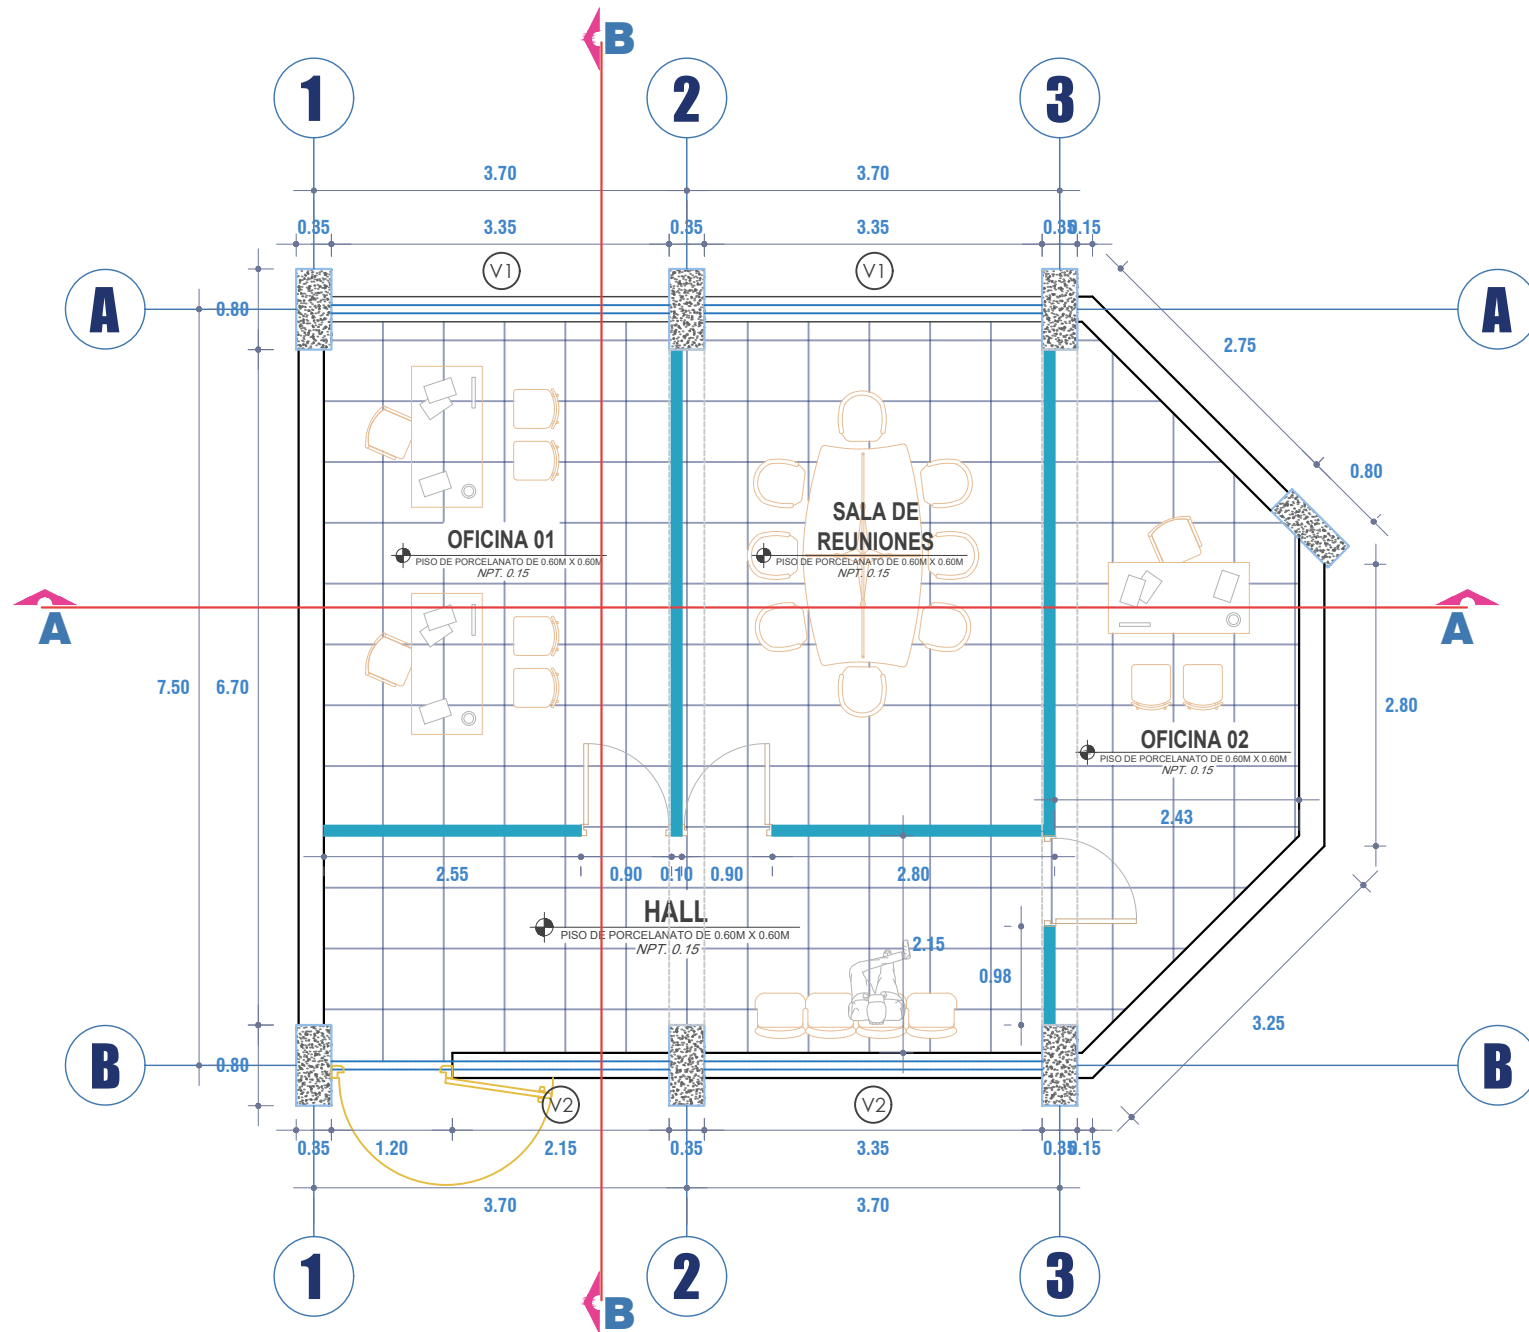 B
1
2
3
3.70
3.70
0.35
3.35
0.35
3.35
0.35
0.15
V1
V1
A
A
0.80
2.75
0.80
OFICINA 01
PISO DE PORCELANATO DE 0.60M X 0.60M
NPT. 0.15
SALA DE
REUNIONES
PISO DE PORCELANATO DE 0.60M X 0.60M
NPT. 0.15
A
A
7.50
6.70
2.80
OFICINA 02
PISO DE PORCELANATO DE 0.60M X 0.60M
NPT. 0.15
2.43
2.55
0.90
0.10
0.90
2.80
HALL
PISO DE PORCELANATO DE 0.60M X 0.60M
NPT. 0.15
2.15
0.98
3.25
B
B
0.80
V2
V2
0.35
1.20
2.15
0.35
3.35
0.35
0.15
3.70
3.70
1
2
3
B